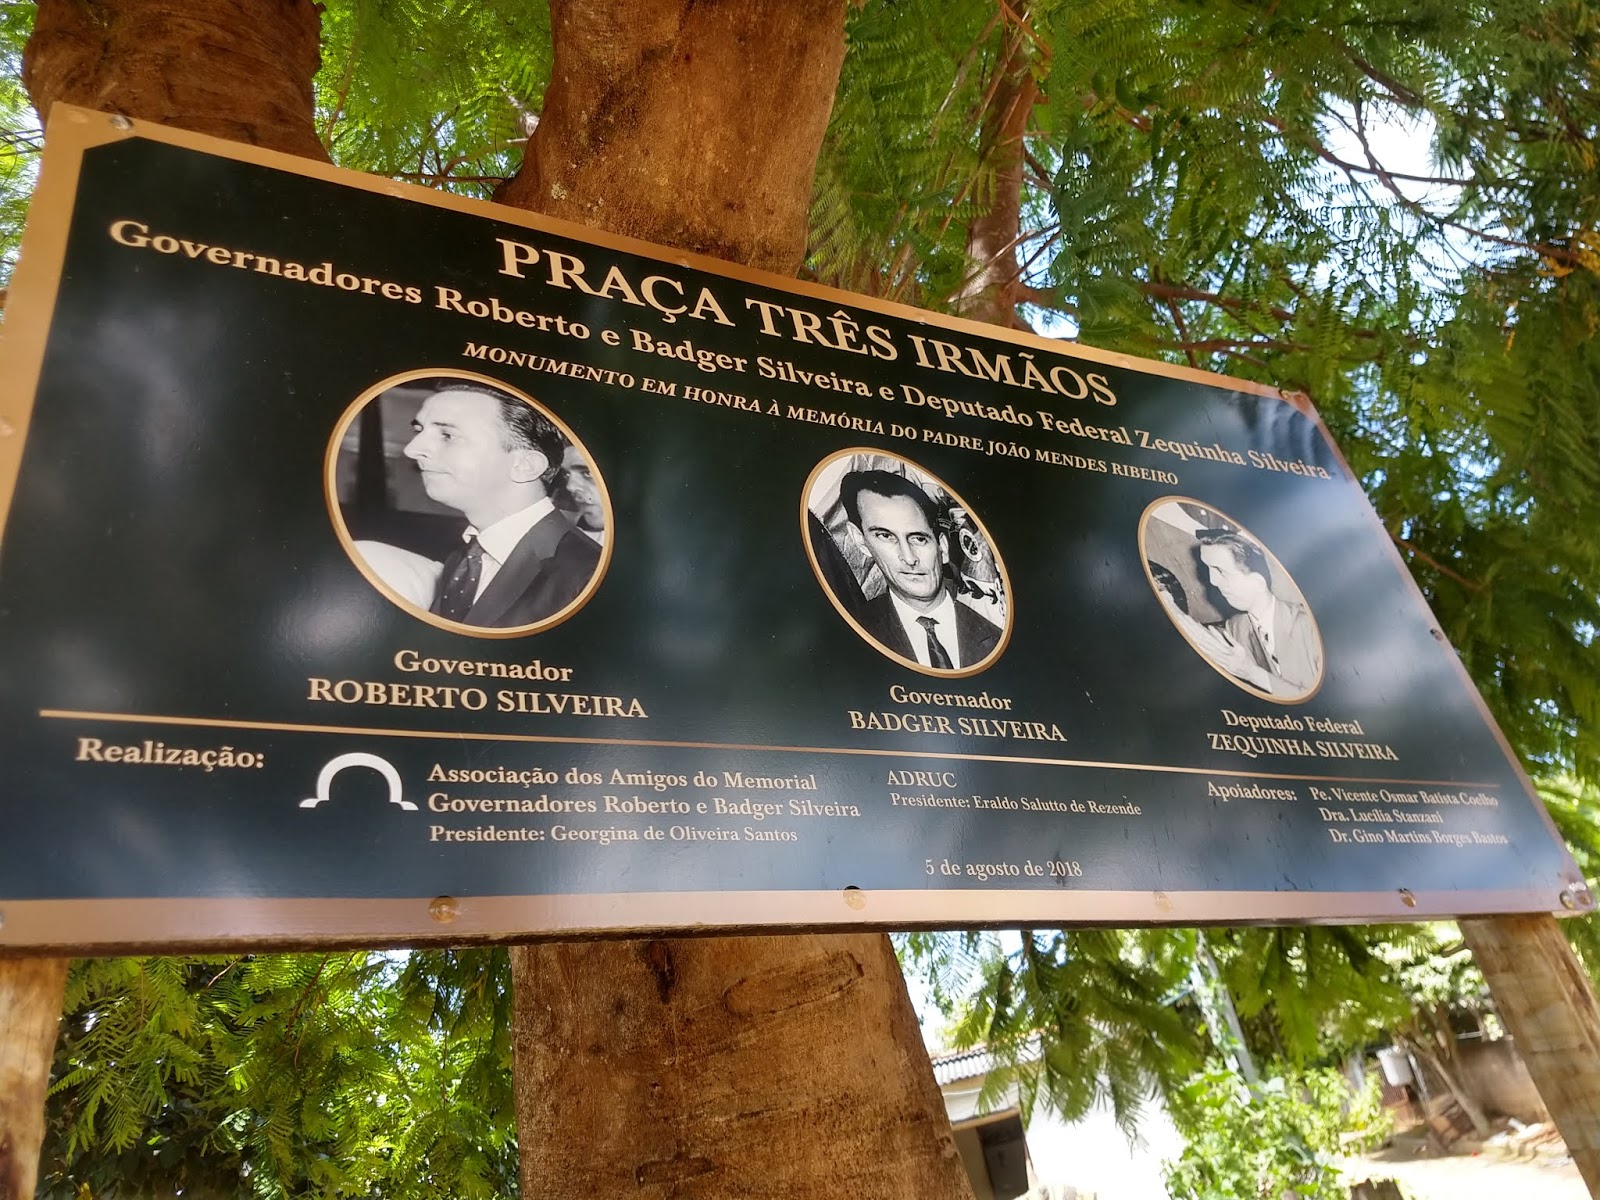 PRAÇA TRÊS IRMÃOS
Governadores Roberto e Badger Silveira e Deputado Federal Zequinha Silveira
MONUMENTO EM HONRA À MEMÓRIA DO PADRE JOÃO MENDES RIBEIRO
Governador
ROBERTO SILVEIRA
Governador
BADGER SILVEIRA
Deputado Federal
ZEQUINHA SILVEIRA
Realização:
Associação dos Amigos do Memorial
Governadores Roberto e Badger Silveira
Presidente: Georgina de Oliveira Santos
ADRUC
Presidente: Eraldo Salutto de Rezende
Apoiadores: Pe. Vicente Osmar Batista Coelho
Dra. Lucilia Stanzani
Dr. Gino Martins Borges Bastos
5 de agosto de 2018